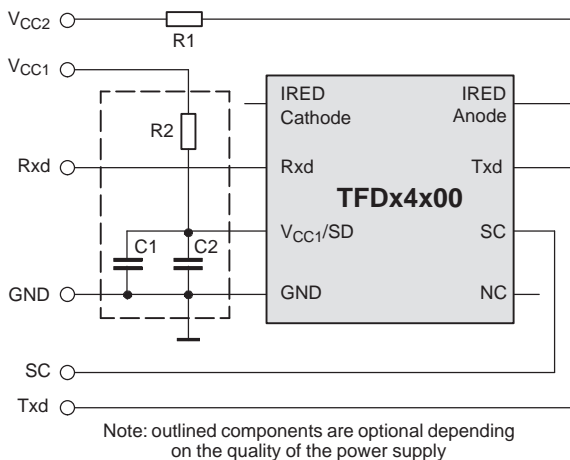 VCC2
R1
VCC1
IRED Cathode
IRED Anode
R2
Rxd
Rxd
Txd
TFDx4x00
C1
C2
VCC1/SD
SC
GND
GND
NC
SC
Txd
Note: outlined components are optional depending
on the quality of the power supply